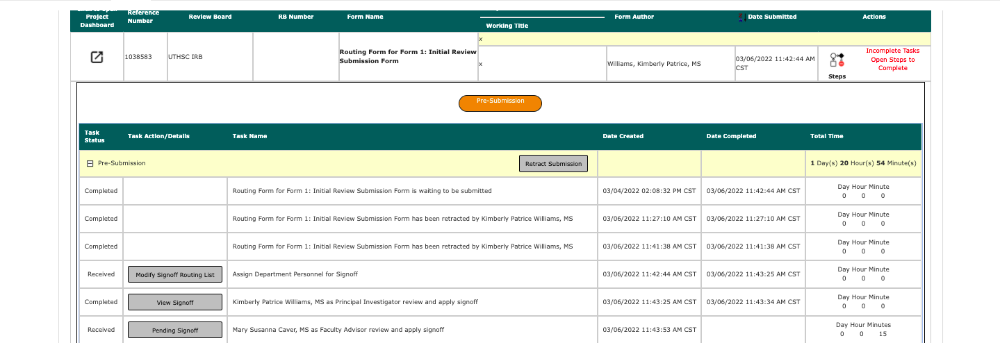 Project
Dashboard
Reference
Number
Review Board
RB Number
Form Name
Working Title
Form Author
Date Submitted
Actions
x
1038583
UTHSC IRB
Routing Form for Form 1: Initial Review
Submission Form
x
Williams, Kimberly Patrice, MS
03/06/2022 11:42:44 AM
CST
Steps
Incomplete Tasks
Open Steps to
Complete
Pre-Submission
Task
Status
Task Action/Details
Task Name
Date Created
Date Completed
Total Time
Pre-Submission
Retract Submission
1 Day(s) 20 Hour(s) 54 Minute(s)
Completed
Routing Form for Form 1: Initial Review Submission Form is waiting to be submitted
03/04/2022 02:08:32 PM CST
03/06/2022 11:42:44 AM CST
Day Hour Minute
0 0 0
Completed
Routing Form for Form 1: Initial Review Submission Form has been retracted by Kimberly Patrice Williams, MS
03/06/2022 11:27:10 AM CST
03/06/2022 11:27:10 AM CST
Day Hour Minute
0 0 0
Completed
Routing Form for Form 1: Initial Review Submission Form has been retracted by Kimberly Patrice Williams, MS
03/06/2022 11:41:38 AM CST
03/06/2022 11:41:38 AM CST
Day Hour Minute
0 0 0
Received
Modify Signoff Routing List
Assign Department Personnel for Signoff
03/06/2022 11:42:44 AM CST
03/06/2022 11:43:25 AM CST
Day Hour Minute
0 0 0
Completed
View Signoff
Kimberly Patrice Williams, MS as Principal Investigator review and apply signoff
03/06/2022 11:43:25 AM CST
03/06/2022 11:43:34 AM CST
Day Hour Minute
0 0 0
Received
Pending Signoff
Mary Susanna Caver, MS as Faculty Advisor review and apply signoff
03/06/2022 11:43:53 AM CST
Day Hour Minutes
0 0 15